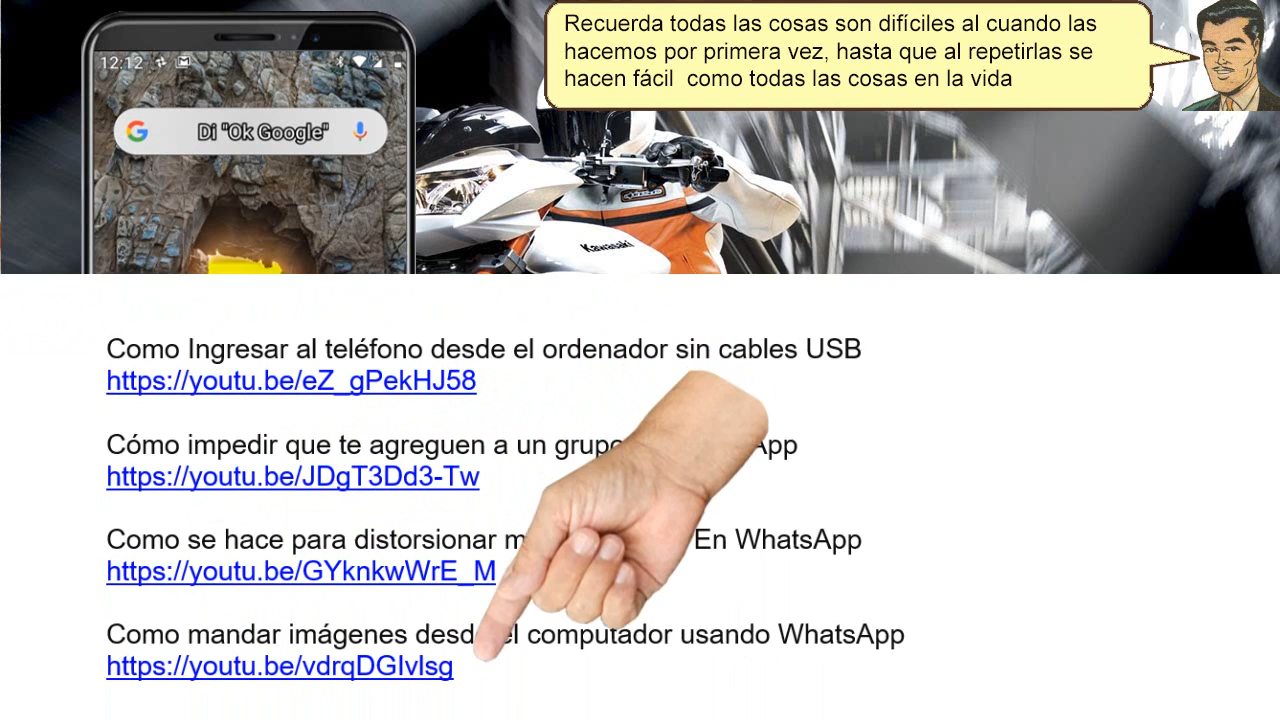 Recuerda todas las cosas son difíciles al cuando las
hacemos por primera vez, hasta que al repetirlas se
hacen fácil como todas las cosas en la vida
12:12
Di "Ok Google"
Kawasaki
Como Ingresar al teléfono desde el ordenador sin cables USB
https://youtu.be/eZ_gPekHJ58
Cómo impedir que te agreguen a un
https://youtu.be/JDgT3Dd3-Tw
Como se hace para distorsionar En WhatsApp
https://youtu.be/GYknkwWrE_M
Como mandar imágenes el computador usando WhatsApp
https://youtu.be/vdrqDGIvlsg